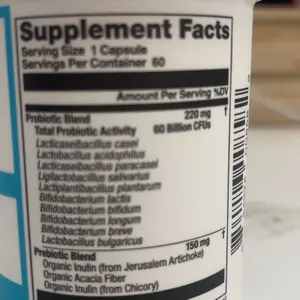 Supplement Facts
Serving Size 1 Capsule
Servings Per Container 60
Amount Per Serving %DV
Probiotic Blend 220 mg †
Total Probiotic Activity 60 Billion CFUs
Lacticaseibacillus casei
Lactobacillus acidophilus
Lacticaseibacillus paracasei
Ligilactobacillus salivarius
Lactiplantibacillus plantarum
Bifidobacterium lactis
Bifidobacterium bifidum
Bifidobacterium longum
Bifidobacterium breve
Lactobacillus bulgaricus
Prebiotic Blend 150 mg †
Organic Inulin (from Jerusalem Artichoke)
Organic Acacia Fiber
Organic Inulin (from Chicory)